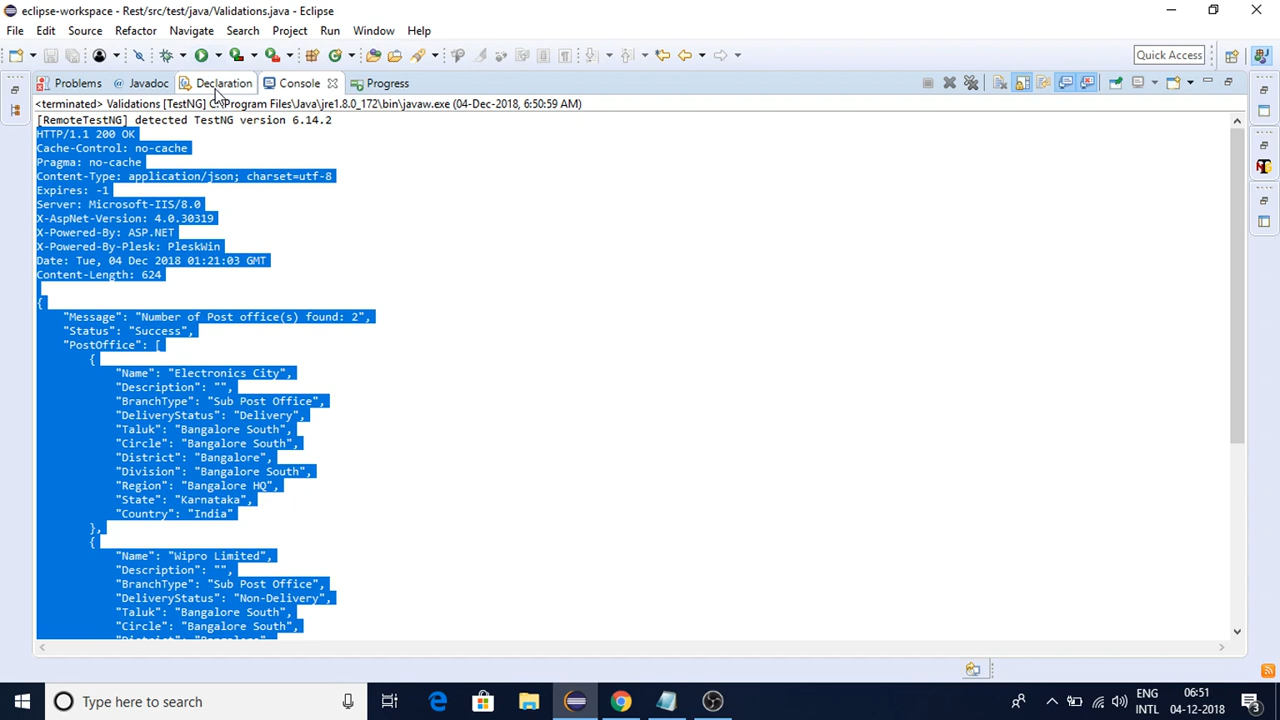 eclipse-workspace - Rest/src/test/java/Validations.java - Eclipse
File Edit Source Refactor Navigate Search Project Run Window Help
Quick Access
Problems Javadoc Declaration Console Progress
<terminated> Validations [TestNG] C:\Program Files\Java\jre1.8.0_172\bin\javaw.exe (04-Dec-2018, 6:50:59 AM)
[RemoteTestNG] detected TestNG version 6.14.2
HTTP/1.1 200 OK
Cache-Control: no-cache
Pragma: no-cache
Content-Type: application/json; charset=utf-8
Expires: -1
Server: Microsoft-IIS/8.0
X-AspNet-Version: 4.0.30319
X-Powered-By: ASP.NET
X-Powered-By-Plesk: PleskWin
Date: Tue, 04 Dec 2018 01:21:03 GMT
Content-Length: 624
{
"Message": "Number of Post office(s) found: 2",
"Status": "Success",
"PostOffice": [
{
"Name": "Electronics City",
"Description": "",
"BranchType": "Sub Post Office",
"DeliveryStatus": "Delivery",
"Taluk": "Bangalore South",
"Circle": "Bangalore South",
"District": "Bangalore",
"Division": "Bangalore South",
"Region": "Bangalore HQ",
"State": "Karnataka",
"Country": "India"
},
{
"Name": "Wipro Limited",
"Description": "",
"BranchType": "Sub Post Office",
"DeliveryStatus": "Non-Delivery",
"Taluk": "Bangalore South",
"Circle": "Bangalore South",
"District": "Bangalore",
Type here to search
ENG 06:51
INTL 04-12-2018 3